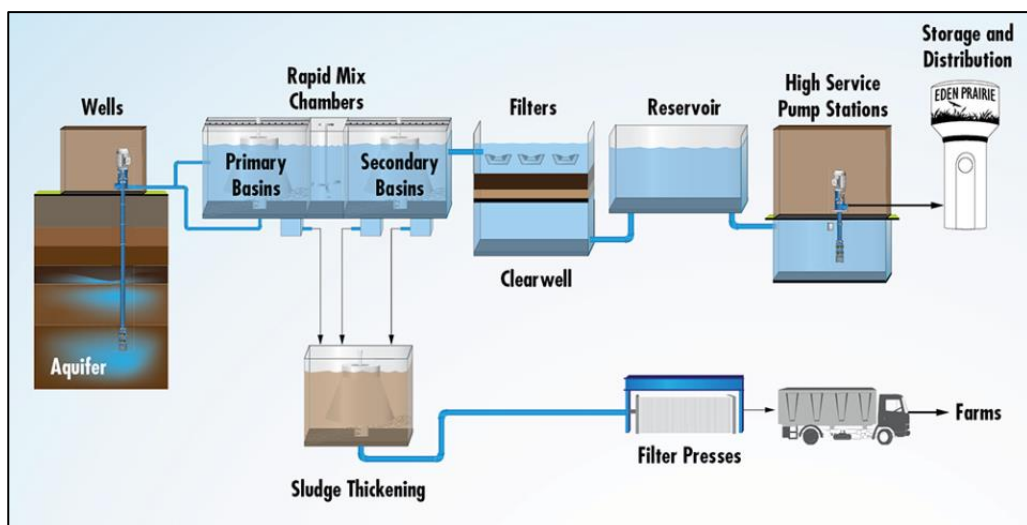 Wells
Rapid Mix
Chambers
Primary
Basins
Secondary
Basins
Filters
Clearwell
Reservoir
High Service
Pump Stations
Storage and
Distribution
EDEN PRAIRIE
Aquifer
Sludge Thickening
Filter Presses
Farms